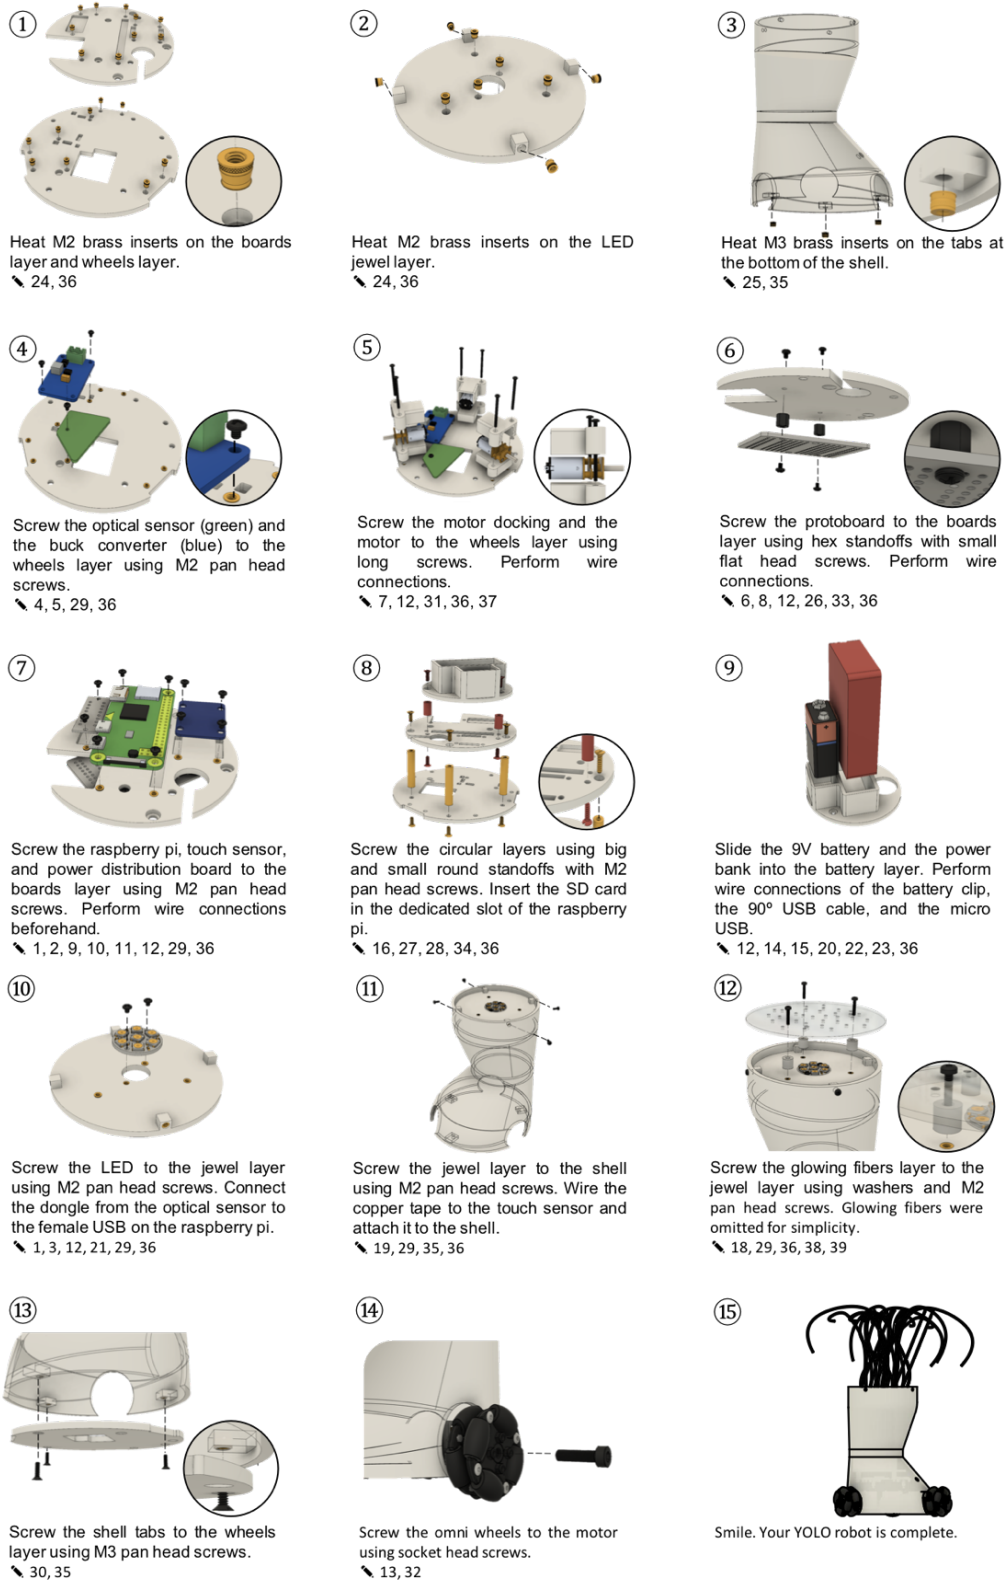 1
Heat M2 brass inserts on the boards
layer and wheels layer.
✎ 24, 36
2
Heat M2 brass inserts on the LED
jewel layer.
✎ 24, 36
3
Heat M3 brass inserts on the tabs at
the bottom of the shell.
✎ 25, 35
4
Screw the optical sensor (green) and
the buck converter (blue) to the
wheels layer using M2 pan head
screws.
✎ 4, 5, 29, 36
5
Screw the motor docking and the
motor to the wheels layer using
long screws. Perform wire
connections.
✎ 7, 12, 31, 36, 37
6
Screw the protoboard to the boards
layer using hex standoffs with small
flat head screws. Perform wire
connections.
✎ 6, 8, 12, 26, 33, 36
7
Screw the raspberry pi, touch sensor,
and power distribution board to the
boards layer using M2 pan head
screws. Perform wire connections
beforehand.
✎ 1, 2, 9, 10, 11, 12, 29, 36
8
Screw the circular layers using big
and small round standoffs with M2
pan head screws. Insert the SD card
in the dedicated slot of the raspberry
pi.
✎ 16, 27, 28, 34, 36
9
Slide the 9V battery and the power
bank into the battery layer. Perform
wire connections of the battery clip,
the 90º USB cable, and the micro
USB.
✎ 12, 14, 15, 20, 22, 23, 36
10
Screw the LED to the jewel layer
using M2 pan head screws. Connect
the dongle from the optical sensor to
the female USB on the raspberry pi.
✎ 1, 3, 12, 21, 29, 36
11
Screw the jewel layer to the shell
using M2 pan head screws. Wire the
copper tape to the touch sensor and
attach it to the shell.
✎ 19, 29, 35, 36
12
Screw the glowing fibers layer to the
jewel layer using washers and M2
pan head screws. Glowing fibers were
omitted for simplicity.
✎ 18, 29, 36, 38, 39
13
Screw the shell tabs to the wheels
layer using M3 pan head screws.
✎ 30, 35
14
Screw the omni wheels to the motor
using socket head screws.
✎ 13, 32
15
Smile. Your YOLO robot is complete.